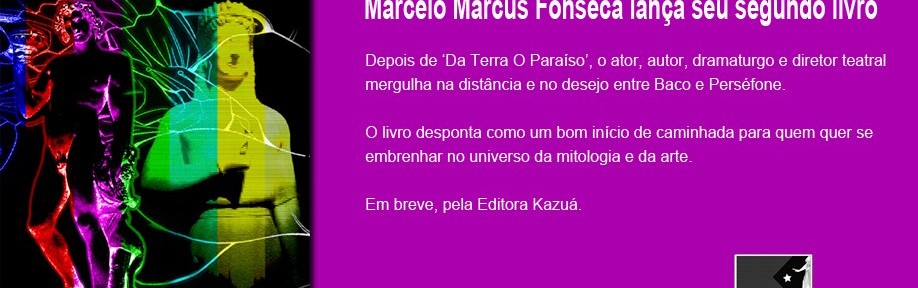 Marcelo Marcus Fonseca lança seu segundo livro
Depois de ‘Da Terra O Paraíso’, o ator, autor, dramaturgo e diretor teatral
mergulha na distância e no desejo entre Baco e Perséfone.
O livro desponta como um bom início de caminhada para quem quer se
embrenhar no universo da mitologia e da arte.
Em breve, pela Editora Kazuá.